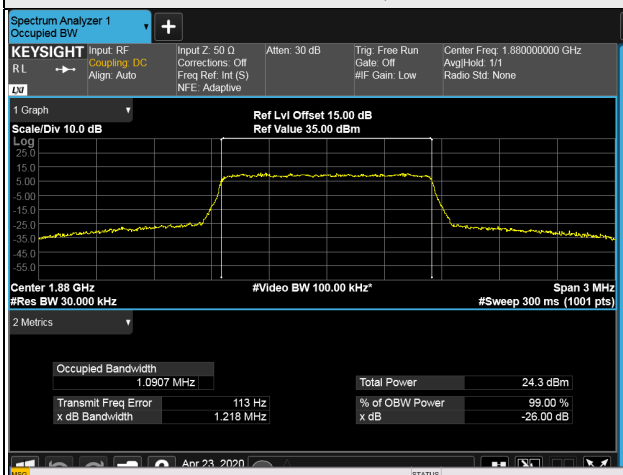 Spectrum Analyzer 1
Occupied BW
+
KEYSIGHT
RL
LXI
Input: RF
Coupling: DC
Align: Auto
Input Z: 50 Ω
Corrections: Off
Freq Ref: Int (S)
NFE: Adaptive
Atten: 30 dB
Trig: Free Run
Gate: Off
#IF Gain: Low
Center Freq: 1.880000000 GHz
Avg|Hold: 1/1
Radio Std: None
1 Graph
Scale/Div 10.0 dB
Ref Lvl Offset 15.00 dB
Ref Value 35.00 dBm
Log
25.0
15.0
5.00
-5.00
-15.0
-25.0
-35.0
-45.0
-55.0
Center 1.88 GHz
#Video BW 100.00 kHz*
Span 3 MHz
#Res BW 30.000 kHz
#Sweep 300 ms (1001 pts)
2 Metrics
Occupied Bandwidth
1.0907 MHz
Total Power 24.3 dBm
Transmit Freq Error 113 Hz
% of OBW Power 99.00 %
x dB Bandwidth 1.218 MHz
x dB -26.00 dB
Apr 23, 2020
MSG
STATUS